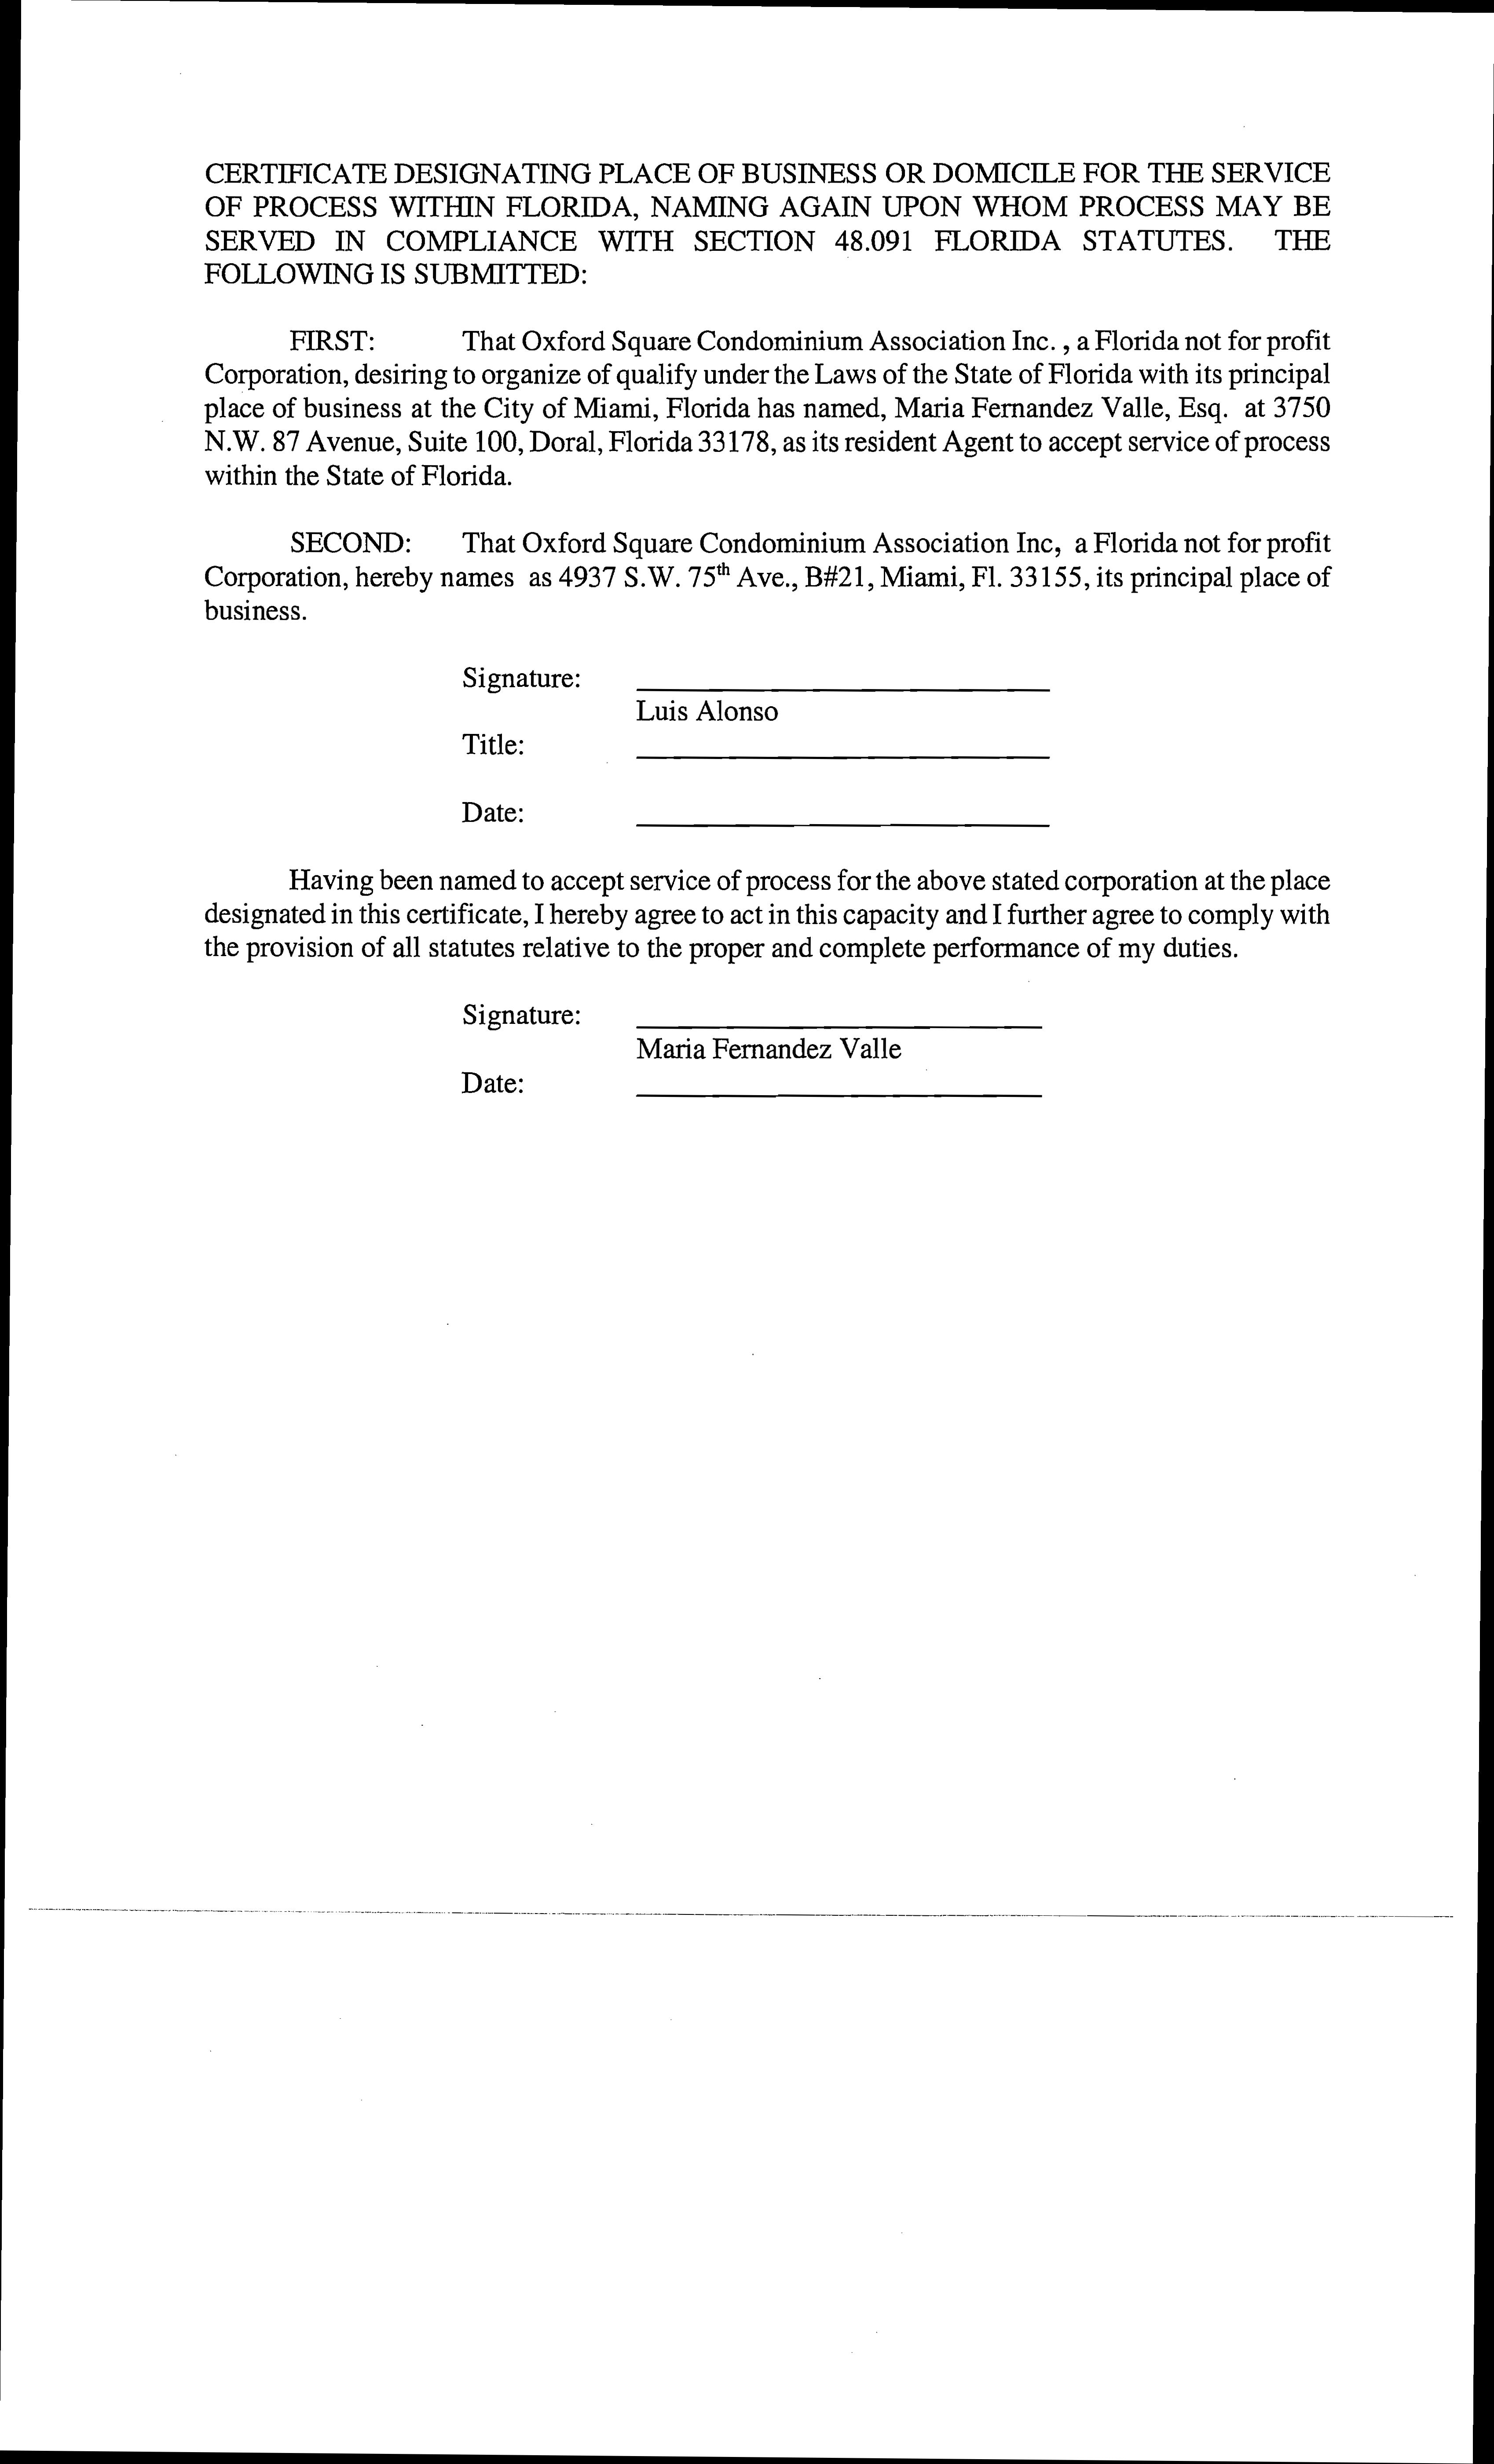 CERTIFICATE DESIGNATING PLACE OF BUSINESS OR DOMICILE FOR THE SERVICE
OF PROCESS WITHIN FLORIDA, NAMING AGAIN UPON WHOM PROCESS MAY BE
SERVED IN COMPLIANCE WITH SECTION 48.091 FLORIDA STATUTES. THE
FOLLOWING IS SUBMITTED:
FIRST: That Oxford Square Condominium Association Inc. , a Florida not for profit
Corporation, desiring to organize of qualify under the Laws of the State of Florida with its principal
place of business at the City of Miami, Florida has named, Maria Fernandez Valle, Esq. at 3750
N.W. 87 Avenue, Suite 100, Doral, Florida 33178, as its resident Agent to accept service of process
within the State of Florida.
SECOND: That Oxford Square Condominium Association Inc, a Florida not for profit
Corporation, hereby names as 4937 S.W. 75th Ave., B#21, Miami, Fl. 33155, its principal place of
business.
Signature:
Luis Alonso
Title:
Date:
Having been named to accept service of process for the above stated corporation at the place
designated in this certificate, I hereby agree to act in this capacity and I further agree to comply with
the provision of all statutes relative to the proper and complete performance of my duties.
Signature:
Maria Fernandez Valle
Date: